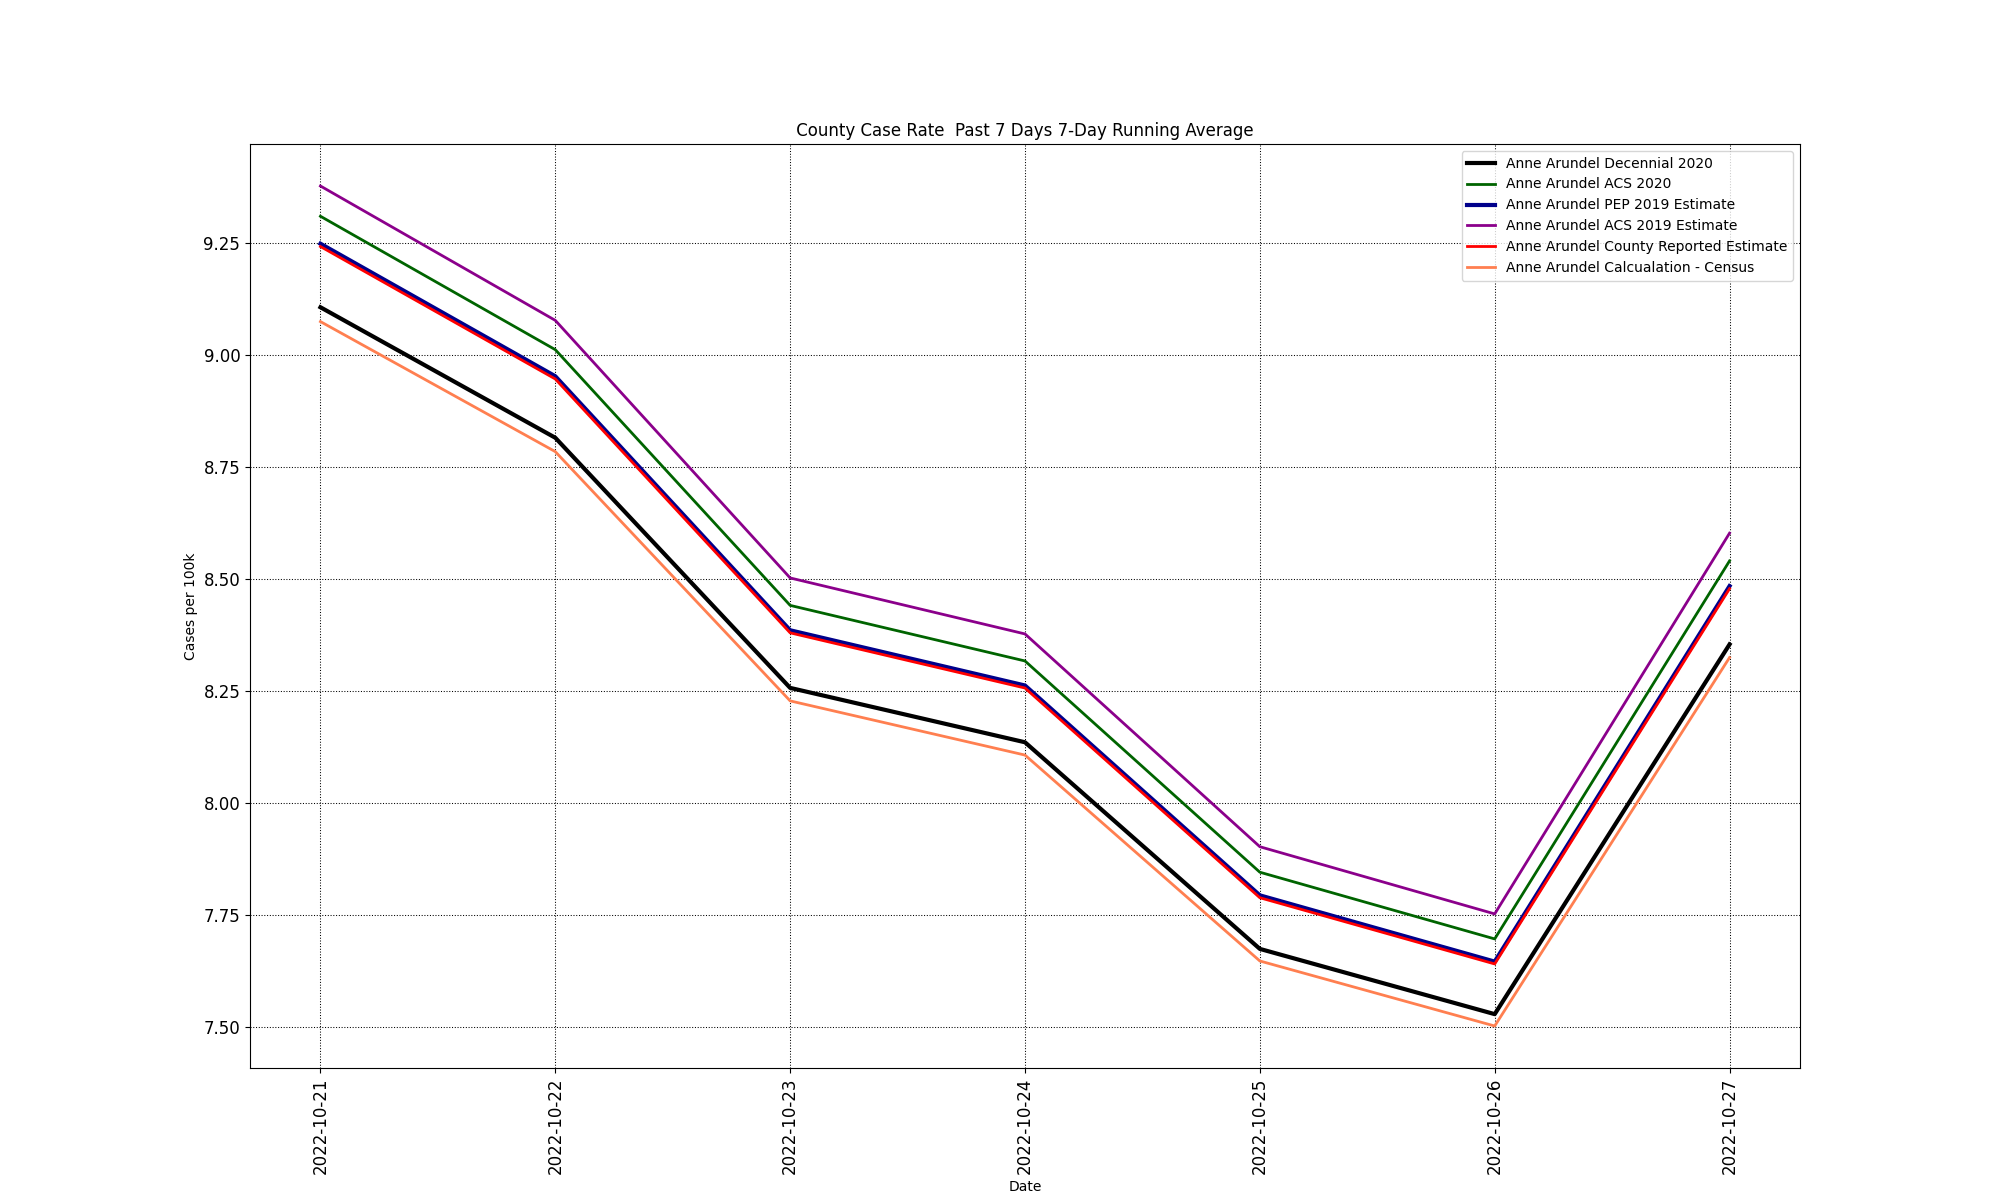 County Case Rate  Past 7 Days 7-Day Running Average
Anne Arundel Decennial 2020
Anne Arundel ACS 2020
Anne Arundel PEP 2019 Estimate
Anne Arundel ACS 2019 Estimate
Anne Arundel County Reported Estimate
Anne Arundel Calcualation - Census
Cases per 100k
9.25
9.00
8.75
8.50
8.25
8.00
7.75
7.50
2022-10-21
2022-10-22
2022-10-23
2022-10-24
2022-10-25
2022-10-26
2022-10-27
Date